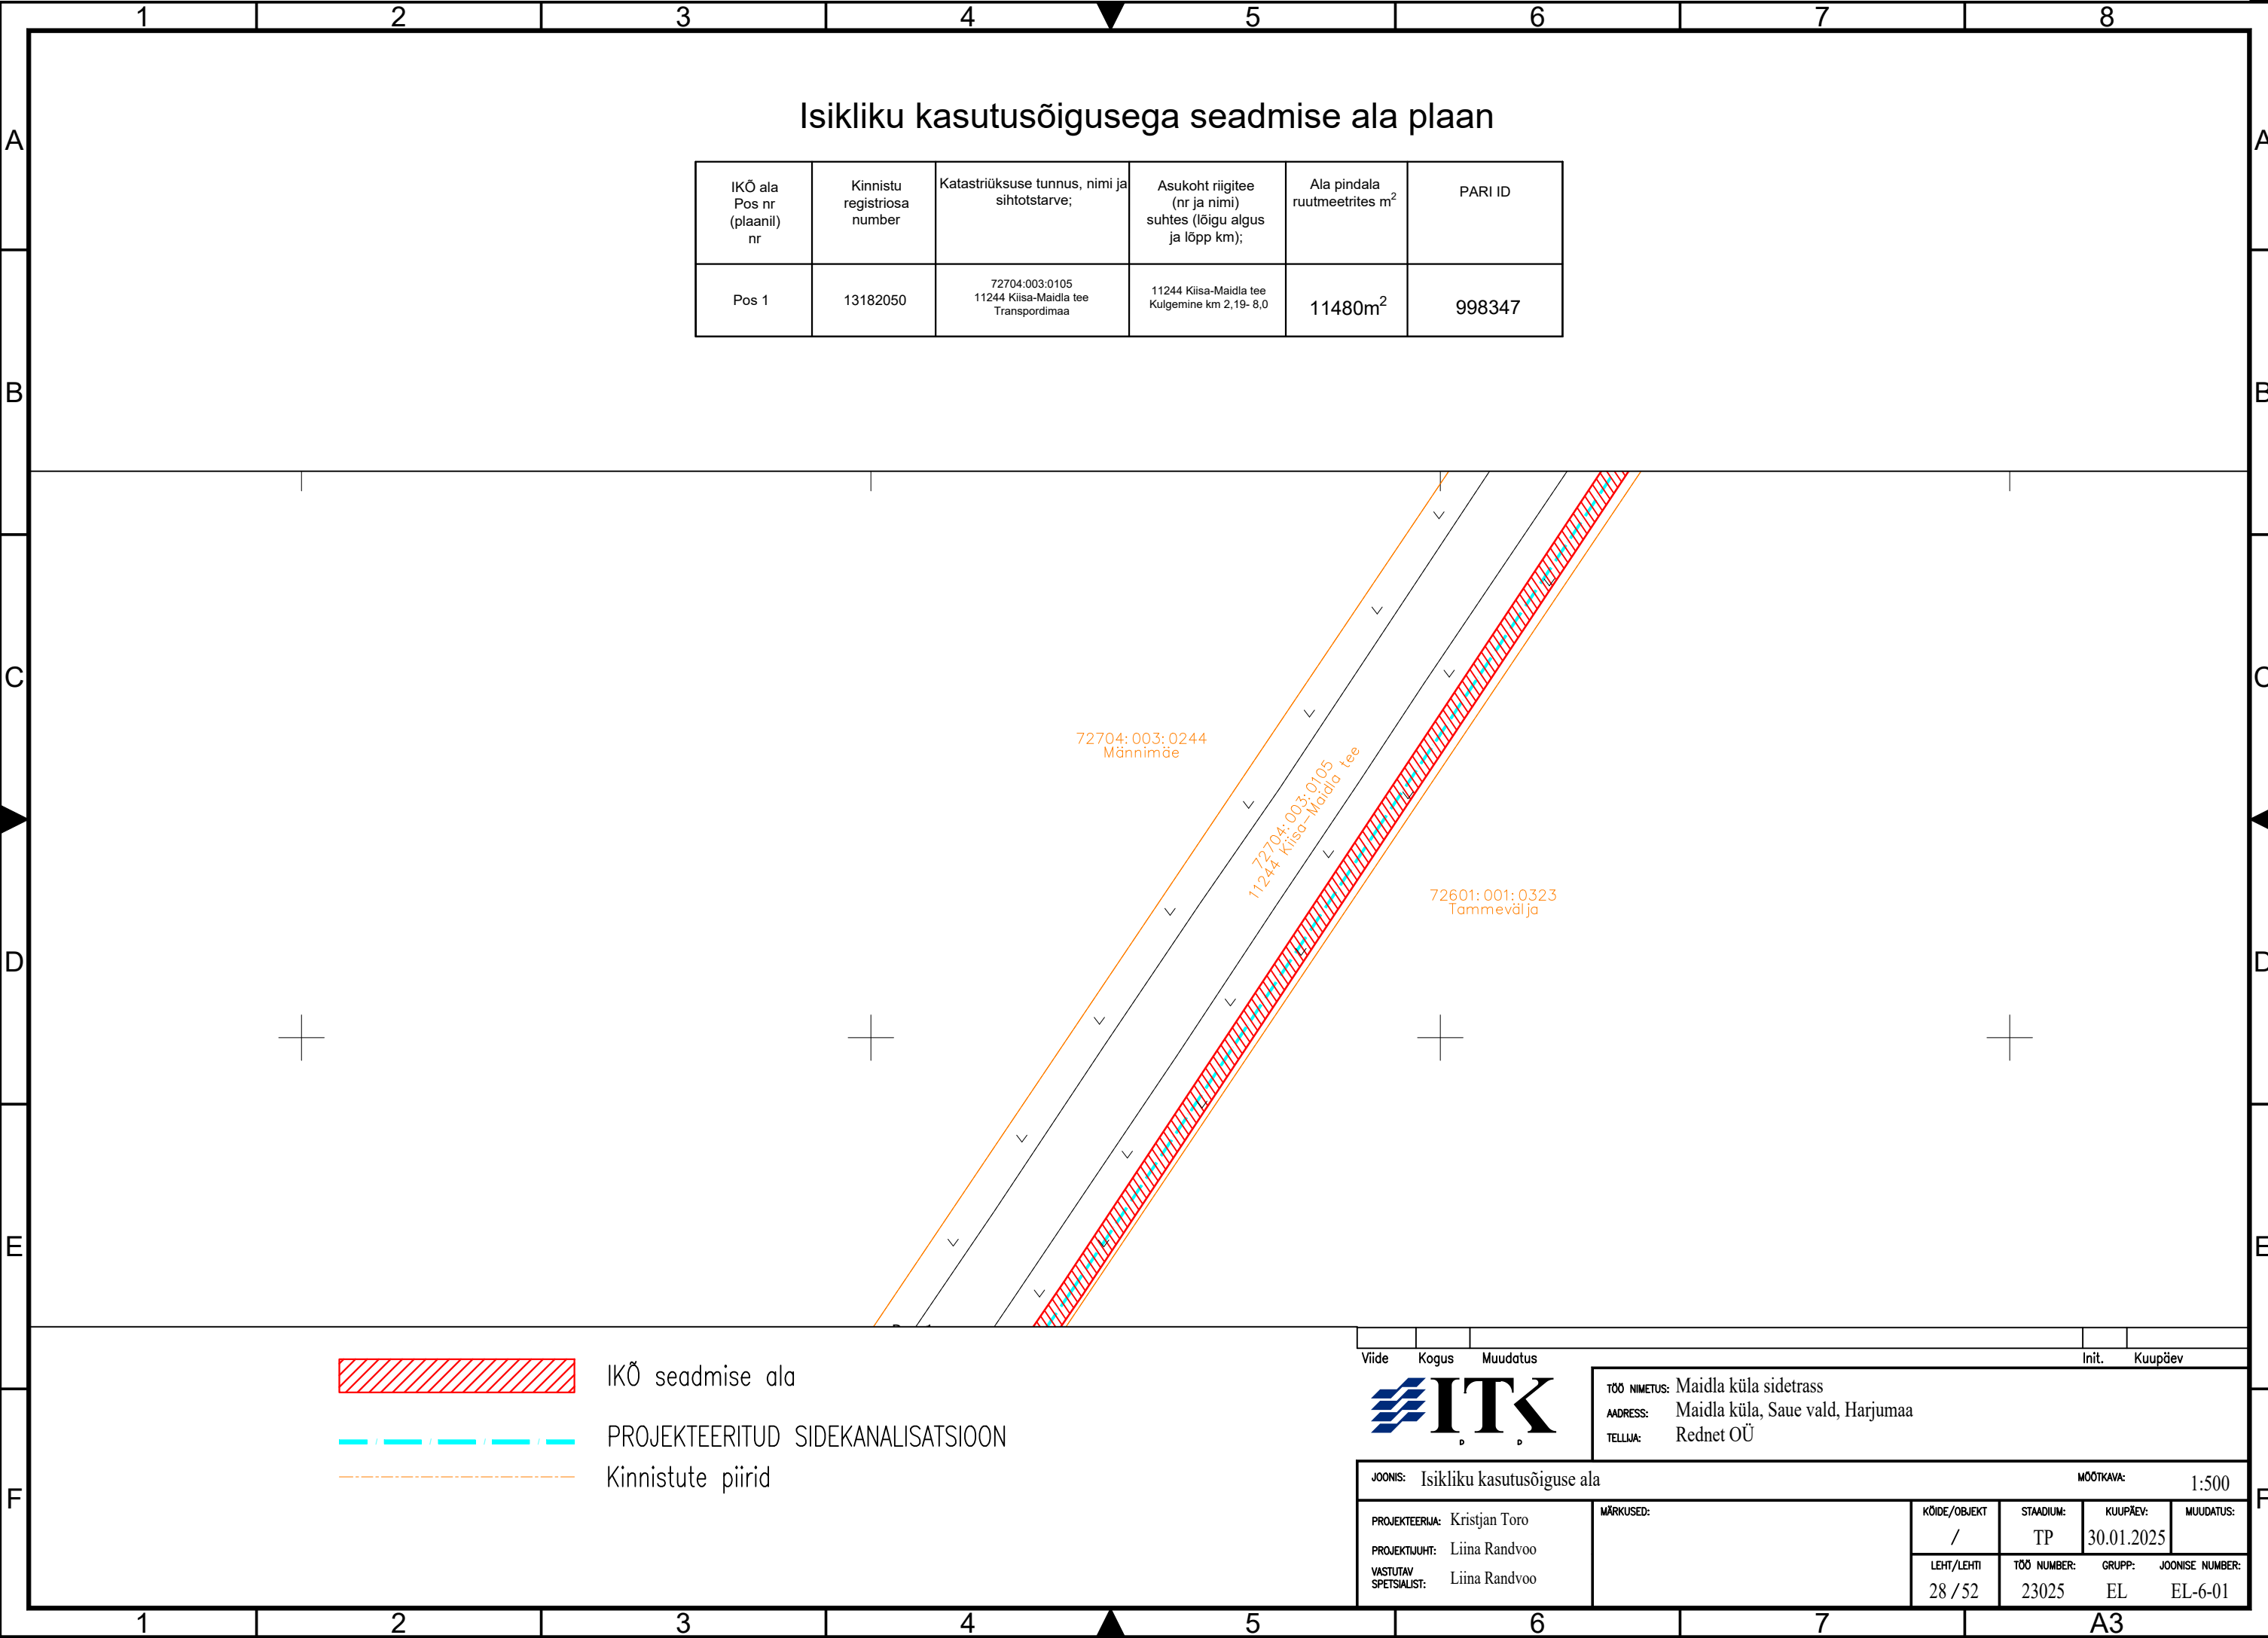 1 2 3 4 5 6 7 8
A A
Isikliku kasutusõigusega seadmise ala plaan
IKÕ ala
Pos nr
(plaanil)
nr
Kinnistu
registriosa
number
Katastriüksuse tunnus, nimi ja
sihtotstarve;
Asukoht riigitee
(nr ja nimi)
suhtes (lõigu algus
ja lõpp km);
Ala pindala
ruutmeetrites m²
PARI ID
Pos 1
13182050
72704:003:0105
11244 Kiisa-Maidla tee
Transpordimaa
11244 Kiisa-Maidla tee
Kulgemine km 2,19- 8,0
11480m²
998347
B B
C C
72704:003:0244
Männimäe
72704:003:0105
11244 Kiisa-Maidla tee
72601:001:0323
Tammevälja
D D
E E
IKÕ seadmise ala
PROJEKTEERITUD SIDEKANALISATSIOON
Kinnistute piirid
Viide Kogus Muudatus Init. Kuupäev
ITK
TÖÖ NIMETUS: Maidla küla sidetrass
AADRESS: Maidla küla, Saue vald, Harjumaa
TELLIJA: Rednet OÜ
JOONIS: Isikliku kasutusõiguse ala MÕÕTKAVA: 1:500
F F
PROJEKTEERIJA: Kristjan Toro
PROJEKTIJUHT: Liina Randvoo
VASTUTAV
SPETSIALIST: Liina Randvoo
MÄRKUSED:
KÖIDE/OBJEKT STAADIUM: KUUPÄEV: MUUDATUS:
/ TP 30.01.2025
LEHT/LEHTI TÖÖ NUMBER: GRUPP: JOONISE NUMBER:
28 / 52 23025 EL EL-6-01
1 2 3 4 5 6 7 A3